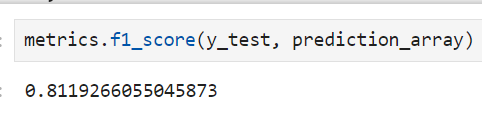 metrics.f1_score(y_test, prediction_array)
0.8119266055045873